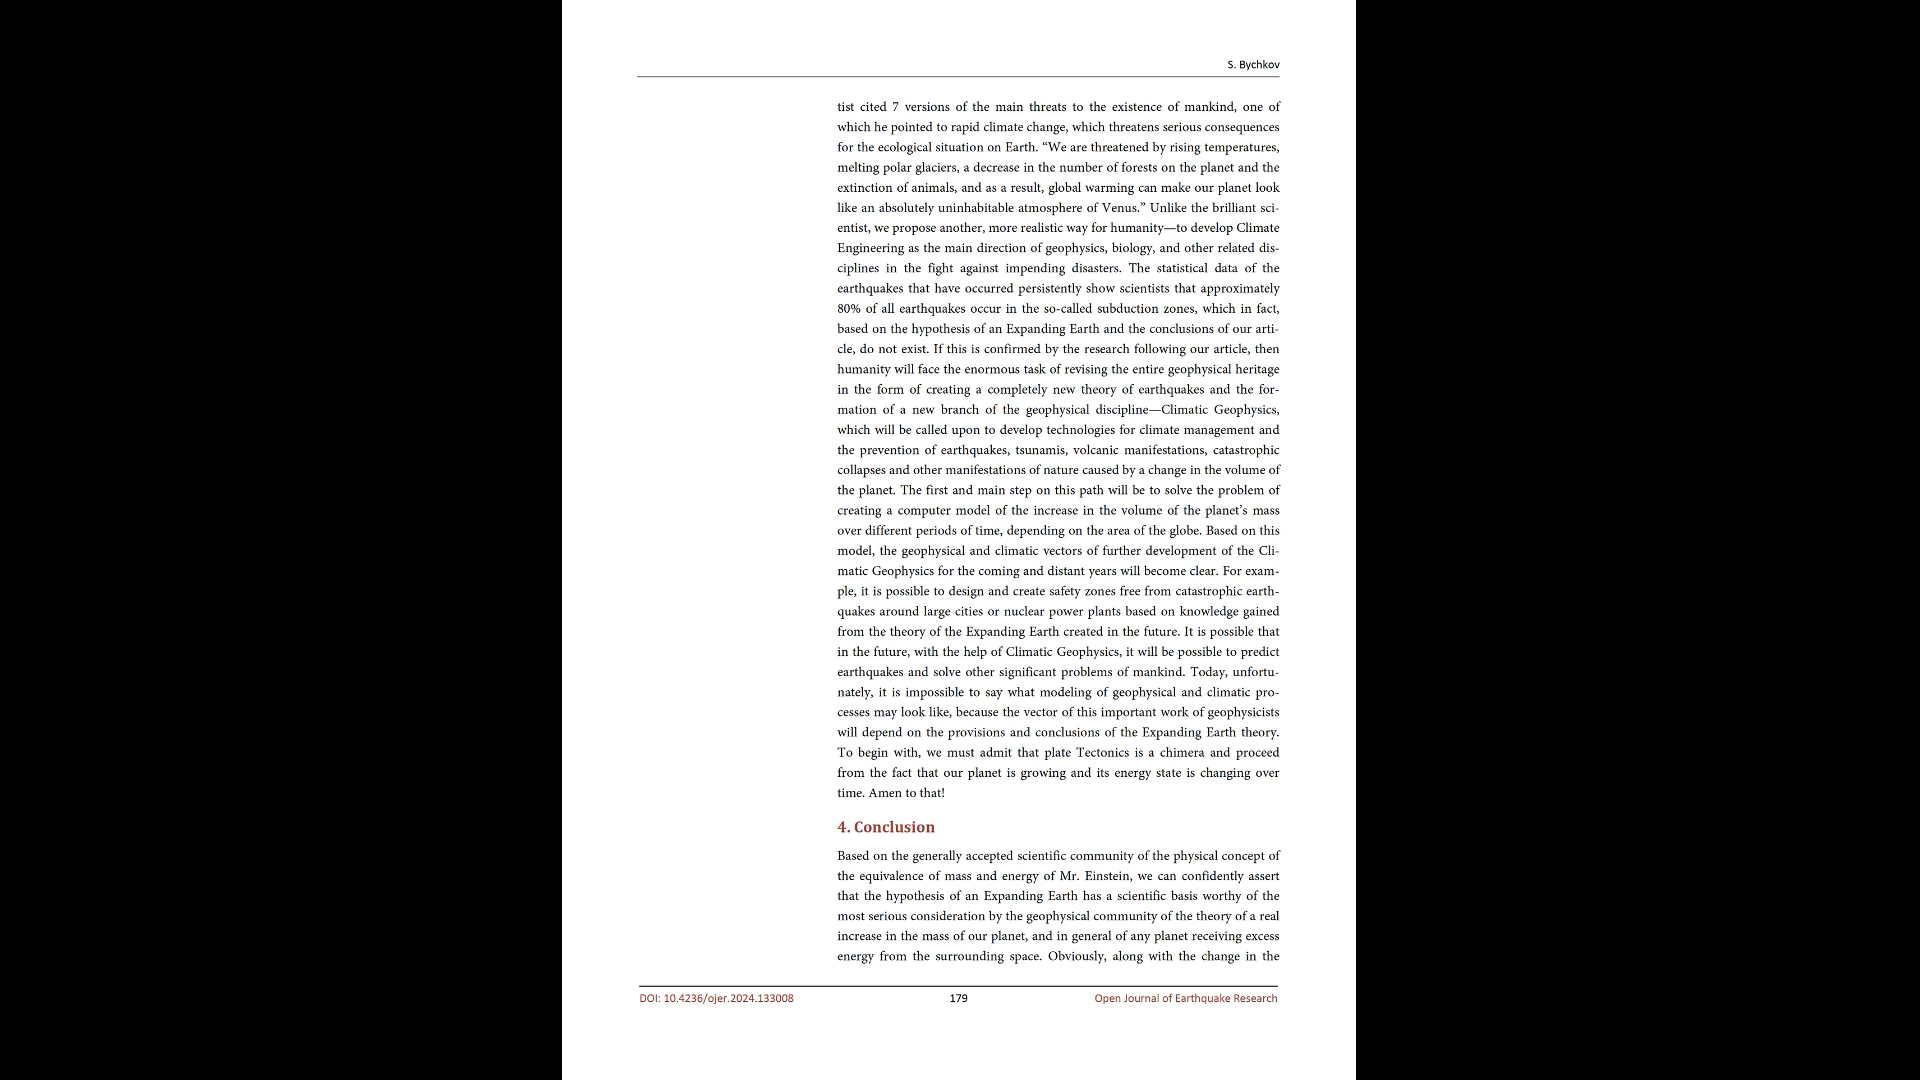 S. Bychkov
tist cited 7 versions of the main threats to the existence of mankind, one of
which he pointed to rapid climate change, which threatens serious consequences
for the ecological situation on Earth. “We are threatened by rising temperatures,
melting polar glaciers, a decrease in the number of forests on the planet and the
extinction of animals, and as a result, global warming can make our planet look
like an absolutely uninhabitable atmosphere of Venus.” Unlike the brilliant sci-
entist, we propose another, more realistic way for humanity—to develop Climate
Engineering as the main direction of geophysics, biology, and other related dis-
ciplines in the fight against impending disasters. The statistical data of the
earthquakes that have occurred persistently show scientists that approximately
80% of all earthquakes occur in the so-called subduction zones, which in fact,
based on the hypothesis of an Expanding Earth and the conclusions of our arti-
cle, do not exist. If this is confirmed by the research following our article, then
humanity will face the enormous task of revising the entire geophysical heritage
in the form of creating a completely new theory of earthquakes and the for-
mation of a new branch of the geophysical discipline—Climatic Geophysics,
which will be called upon to develop technologies for climate management and
the prevention of earthquakes, tsunamis, volcanic manifestations, catastrophic
collapses and other manifestations of nature caused by a change in the volume of
the planet. The first and main step on this path will be to solve the problem of
creating a computer model of the increase in the volume of the planet’s mass
over different periods of time, depending on the area of the globe. Based on this
model, the geophysical and climatic vectors of further development of the Cli-
matic Geophysics for the coming and distant years will become clear. For exam-
ple, it is possible to design and create safety zones free from catastrophic earth-
quakes around large cities or nuclear power plants based on knowledge gained
from the theory of the Expanding Earth created in the future. It is possible that
in the future, with the help of Climatic Geophysics, it will be possible to predict
earthquakes and solve other significant problems of mankind. Today, unfortu-
nately, it is impossible to say what modeling of geophysical and climatic pro-
cesses may look like, because the vector of this important work of geophysicists
will depend on the provisions and conclusions of the Expanding Earth theory.
To begin with, we must admit that plate Tectonics is a chimera and proceed
from the fact that our planet is growing and its energy state is changing over
time. Amen to that!
4. Conclusion
Based on the generally accepted scientific community of the physical concept of
the equivalence of mass and energy of Mr. Einstein, we can confidently assert
that the hypothesis of an Expanding Earth has a scientific basis worthy of the
most serious consideration by the geophysical community of the theory of a real
increase in the mass of our planet, and in general of any planet receiving excess
energy from the surrounding space. Obviously, along with the change in the
DOI: 10.4236/ojer.2024.133008
179
Open Journal of Earthquake Research